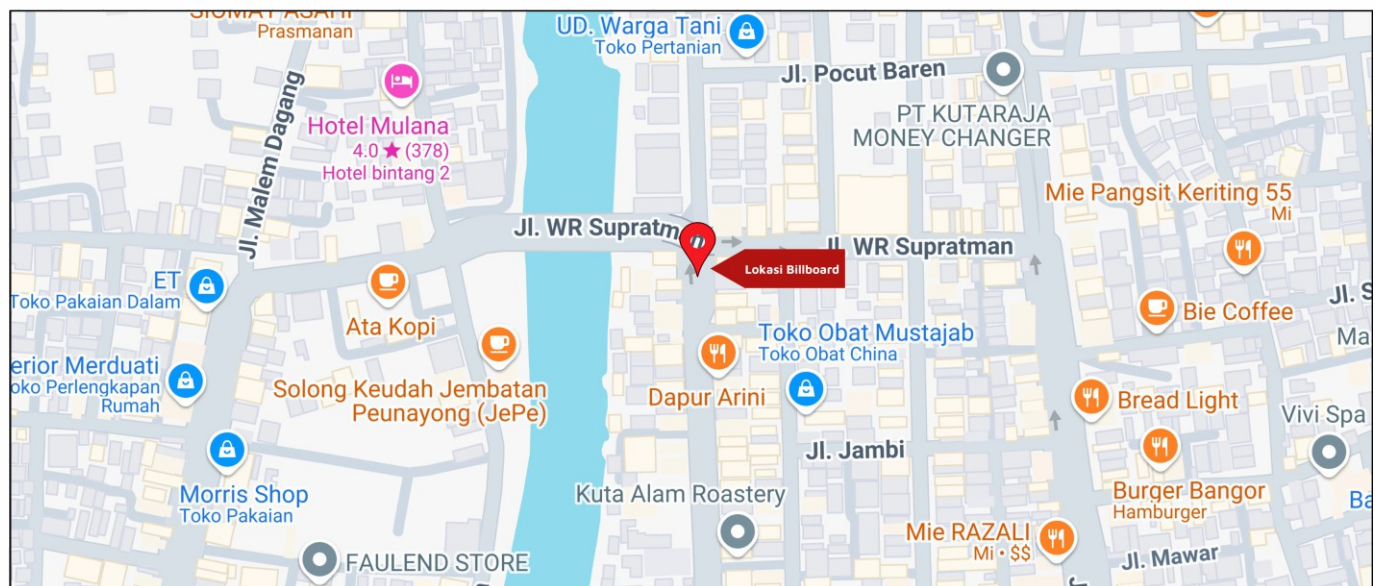 SIOMAY ASAHI
Prasmanan
UD. Warga Tani
Toko Pertanian
Jl. Pocut Baren
PT KUTARAJA
MONEY CHANGER
Jl. Malem Dagang
Hotel Mulana
4.0 ★ (378)
Hotel bintang 2
Mie Pangsit Keriting 55
Mi
Jl. WR Supratman
Jl. WR Supratman
Lokasi Billboard
ET
Toko Pakaian Dalam
Ata Kopi
Bie Coffee
Jl. S
Ma
Toko Obat Mustajab
Toko Obat China
erior Merduati
Toko Perlengkapan
Rumah
Solong Keudah Jembatan
Peunayong (JePe)
Dapur Arini
Bread Light
Vivi Spa
Jl. Jambi
Morris Shop
Toko Pakaian
Kuta Alam Roastery
Burger Bangor
Hamburger
Ba
Mie RAZALI
Mi • $$
Jl. Mawar
FAULEND STORE